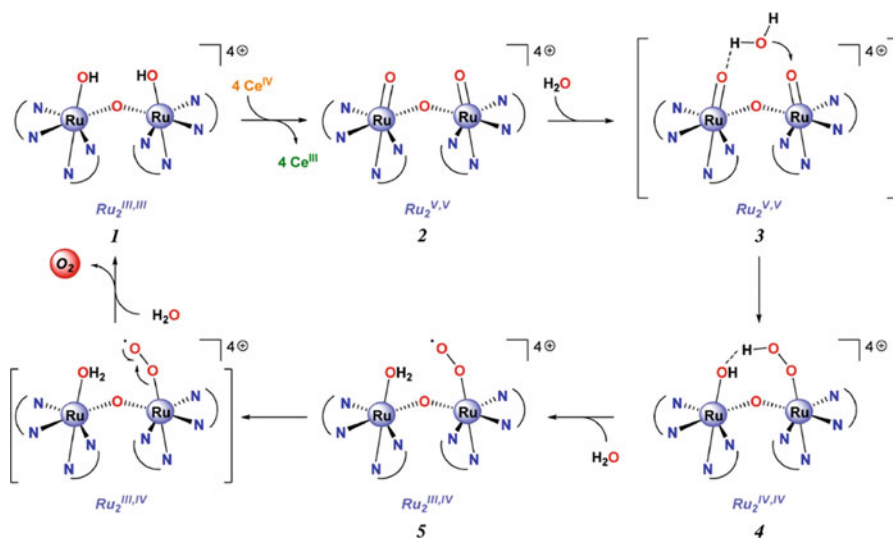 4⊕
4⊕
OH HO
Ru O Ru
N N N N N N N N
4 Ce^IV
4 Ce^III
Ru₂^III,III
1
O O
Ru O Ru
N N N N N N N N
Ru₂^V,V
2
H₂O
H
H O
O O
Ru O Ru
N N N N N N N N
Ru₂^V,V
3
O₂
H₂O
4⊕
4⊕
4⊕
· O
O
OH₂
Ru O Ru
N N N N N N N N
Ru₂^III,IV
· O
O
OH₂
Ru O Ru
N N N N N N N N
Ru₂^III,IV
5
H₂O
H O
O
OH
Ru O Ru
N N N N N N N N
Ru₂^IV,IV
4